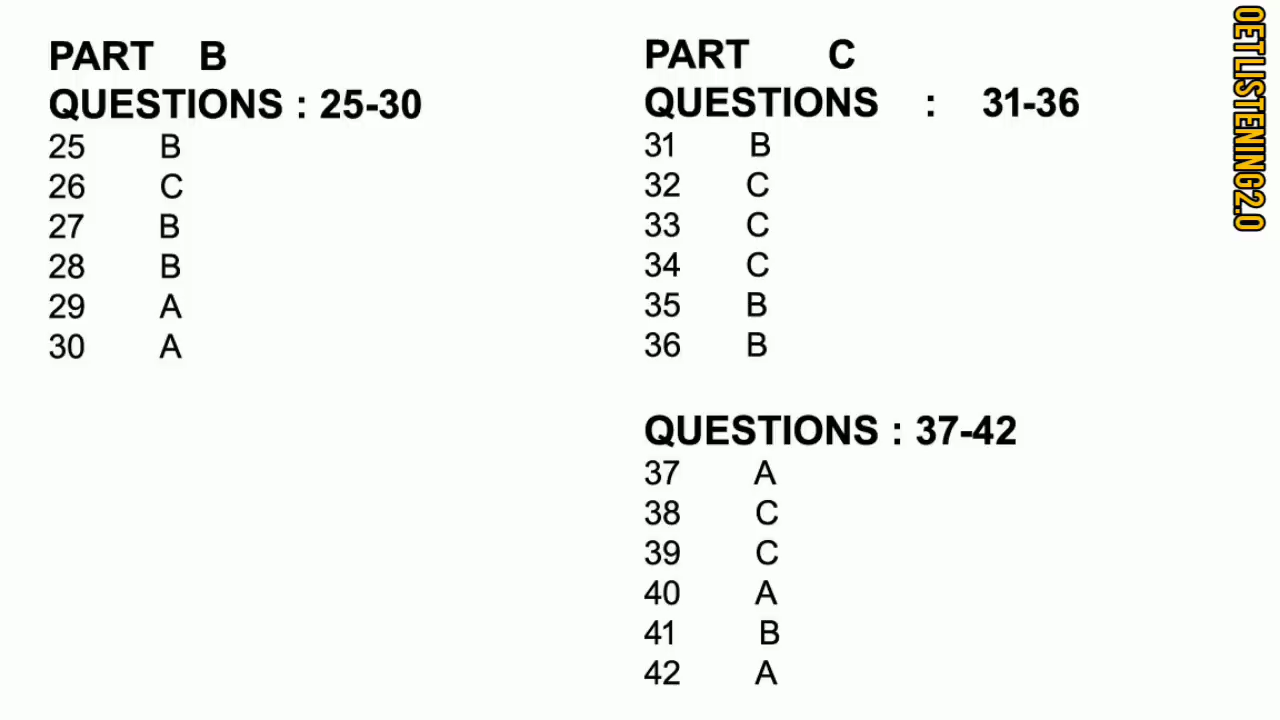 PART B
QUESTIONS : 25-30
25 B
26 C
27 B
28 B
29 A
30 A
PART C
QUESTIONS : 31-36
31 B
32 C
33 C
34 C
35 B
36 B
QUESTIONS : 37-42
37 A
38 C
39 C
40 A
41 B
42 A
OETLISTENING2.0